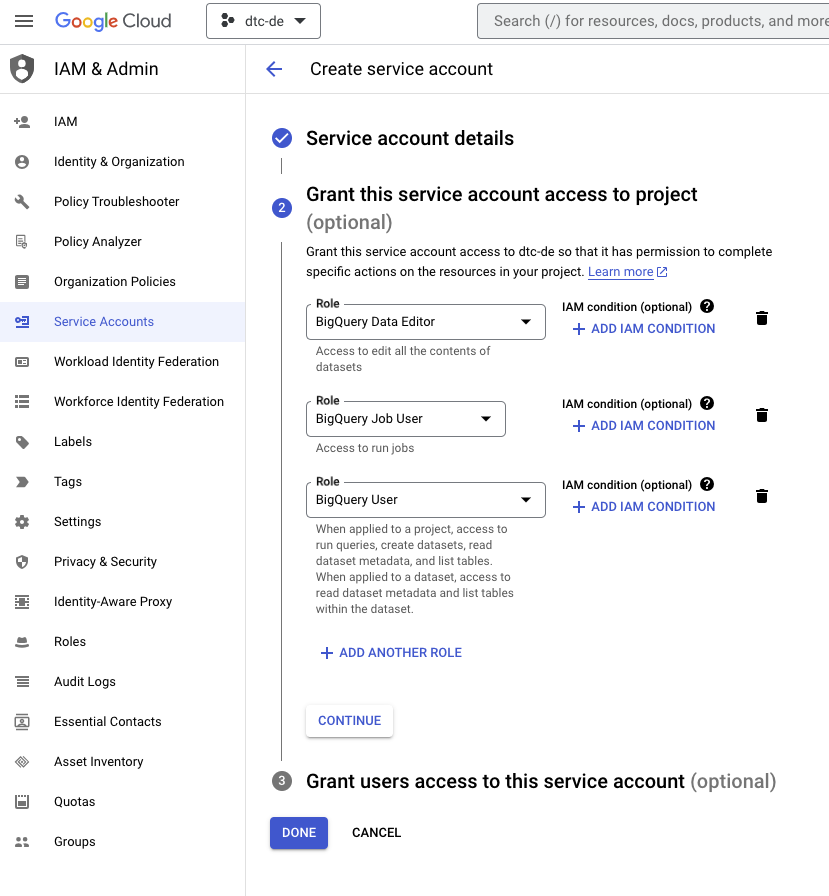 Google Cloud
dtc-de
Search (/) for resources, docs, products, and more
IAM & Admin
IAM
Identity & Organization
Policy Troubleshooter
Policy Analyzer
Organization Policies
Service Accounts
Workload Identity Federation
Workforce Identity Federation
Labels
Tags
Settings
Privacy & Security
Identity-Aware Proxy
Roles
Audit Logs
Essential Contacts
Asset Inventory
Quotas
Groups
Create service account
Service account details
2
Grant this service account access to project
(optional)
Grant this service account access to dtc-de so that it has permission to complete
specific actions on the resources in your project. Learn more
Role
BigQuery Data Editor
Access to edit all the contents of
datasets
IAM condition (optional) ?
+ ADD IAM CONDITION
Role
BigQuery Job User
Access to run jobs
IAM condition (optional) ?
+ ADD IAM CONDITION
Role
BigQuery User
When applied to a project, access to
run queries, create datasets, read
dataset metadata, and list tables.
When applied to a dataset, access to
read dataset metadata and list tables
within the dataset.
IAM condition (optional) ?
+ ADD IAM CONDITION
+ ADD ANOTHER ROLE
CONTINUE
3
Grant users access to this service account (optional)
DONE
CANCEL